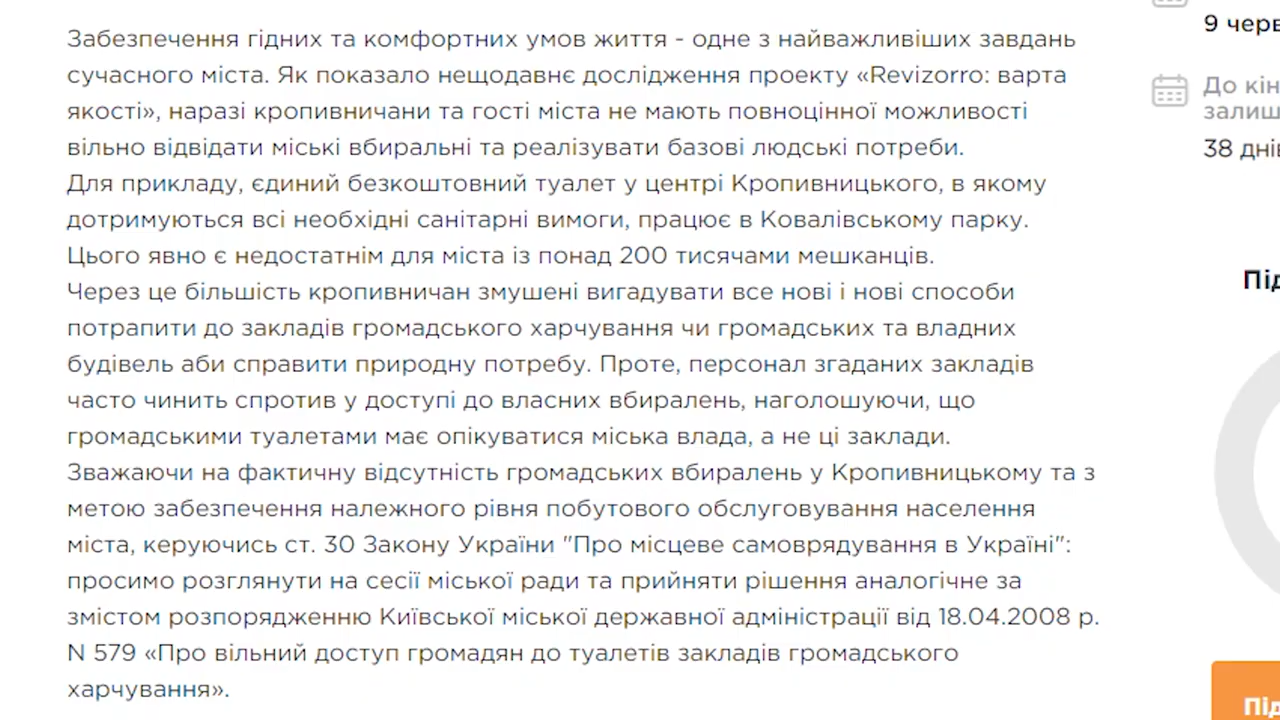 Забезпечення гідних та комфортних умов життя - одне з найважливіших завдань
сучасного міста. Як показало нещодавнє дослідження проекту «Revizorro: варта
якості», наразі кропивничани та гості міста не мають повноцінної можливості
вільно відвідати міські вбиральні та реалізувати базові людські потреби.
Для прикладу, єдиний безкоштовний туалет у центрі Кропивницького, в якому
дотримуються всі необхідні санітарні вимоги, працює в Ковалівському парку.
Цього явно є недостатнім для міста із понад 200 тисячами мешканців.
Через це більшість кропивничан змушені вигадувати все нові і нові способи
потрапити до закладів громадського харчування чи громадських та владних
будівель аби справити природну потребу. Проте, персонал згаданих закладів
часто чинить спротив у доступі до власних вбиралень, наголошуючи, що
громадськими туалетами має опікуватися міська влада, а не ці заклади.
Зважаючи на фактичну відсутність громадських вбиралень у Кропивницькому та з
метою забезпечення належного рівня побутового обслуговування населення
міста, керуючись ст. 30 Закону України "Про місцеве самоврядування в Україні":
просимо розглянути на сесії міської ради та прийняти рішення аналогічне за
змістом розпорядженню Київської міської державної адміністрації від 18.04.2008 р.
N 579 «Про вільний доступ громадян до туалетів закладів громадського
харчування».
9 черв
До кін
залиш
38 днів
Під
Під